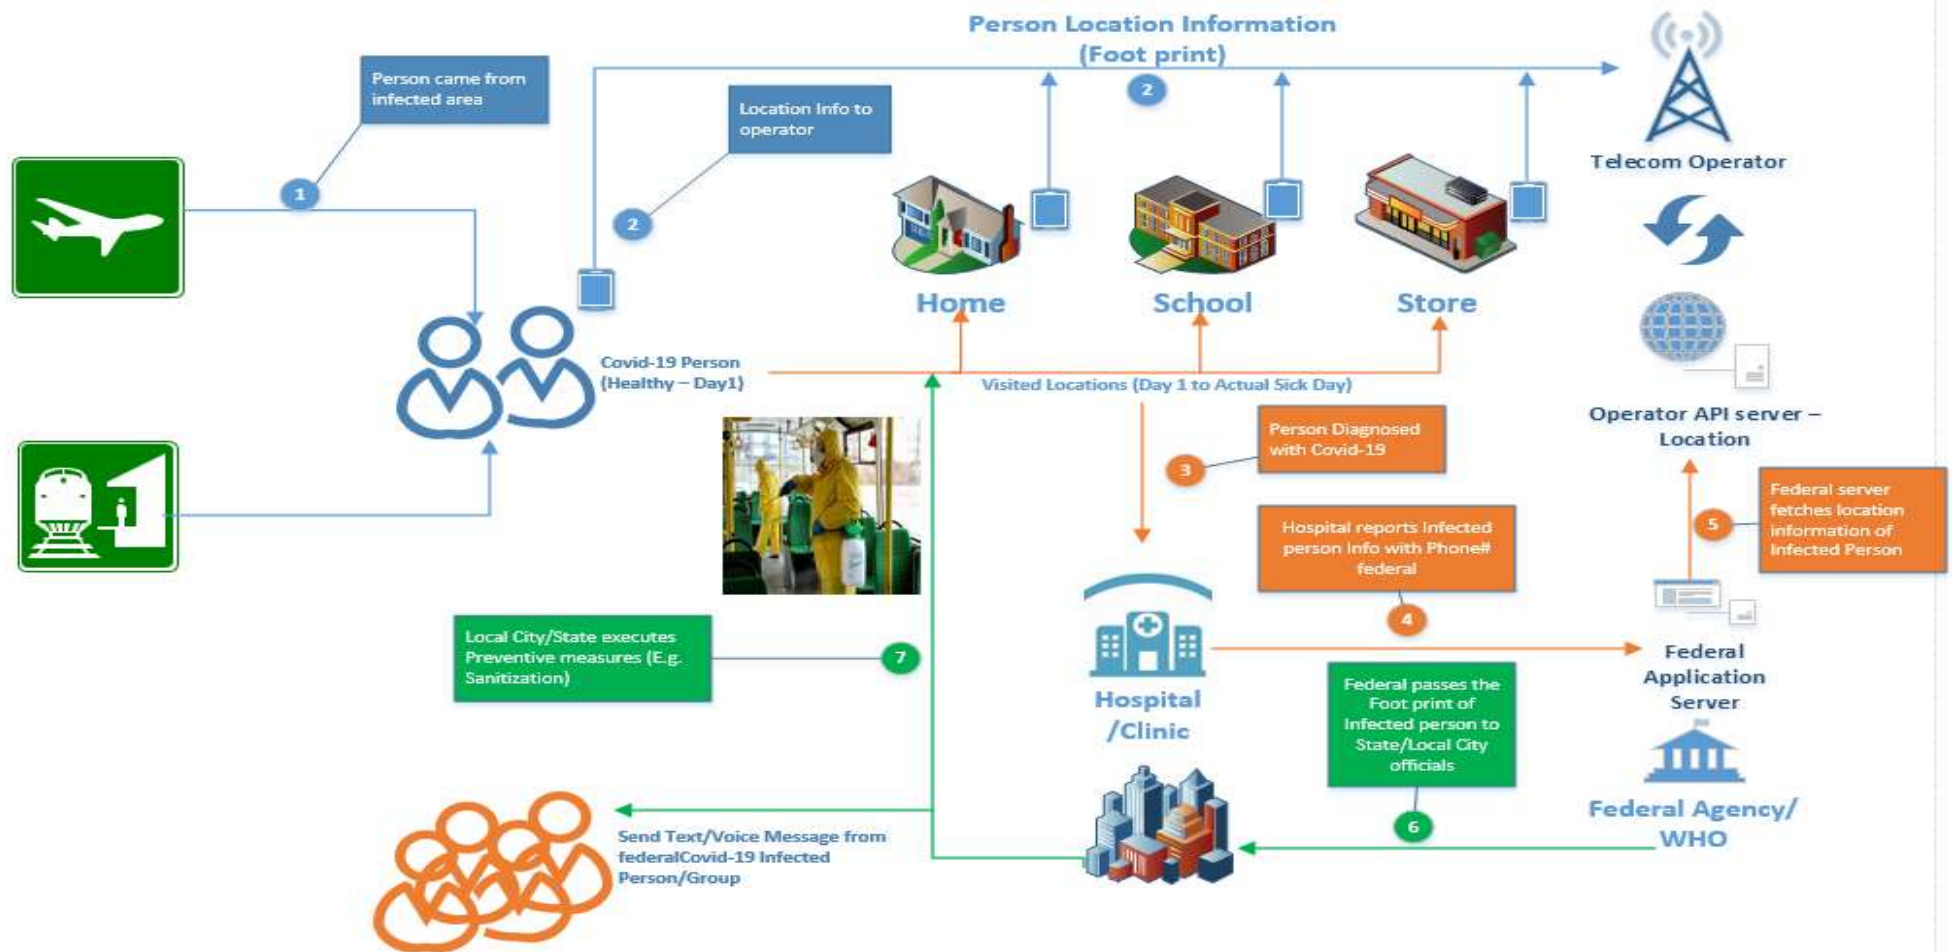 Person Location Information
(Foot print)
2
Person came from
infected area
1
Location Info to
operator
2
Telecom Operator
Home
School
Store
Covid-19 Person
(Healthy – Day1)
Visited Locations (Day 1 to Actual Sick Day)
Operator API server –
Location
Person Diagnosed
with Covid-19
3
Hospital reports Infected
person Info with Phone#
federal
4
Federal server
fetches location
information of
Infected Person
5
Federal
Application
Server
Local City/State executes
Preventive measures (E.g.
Sanitization)
7
Hospital
/Clinic
Federal passes the
Foot print of
Infected person to
State/Local City
officials
6
Federal Agency/
WHO
Send Text/Voice Message from
federalCovid-19 Infected
Person/Group